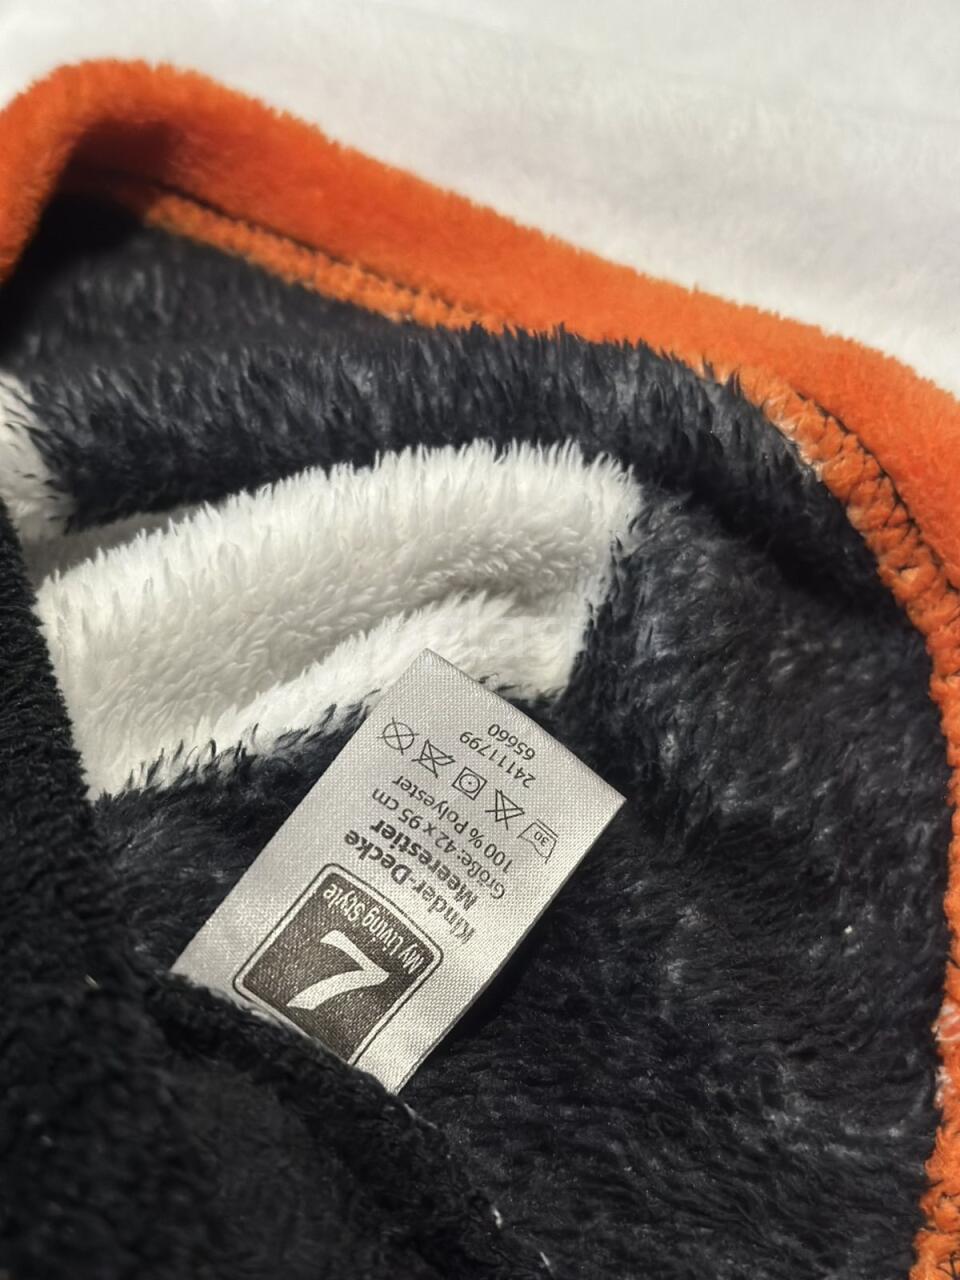 7
My Living Style
Kinder-Decke
Meerestier
Größe: 42 x 95 cm
100 % Polyester
30
24111799
65660